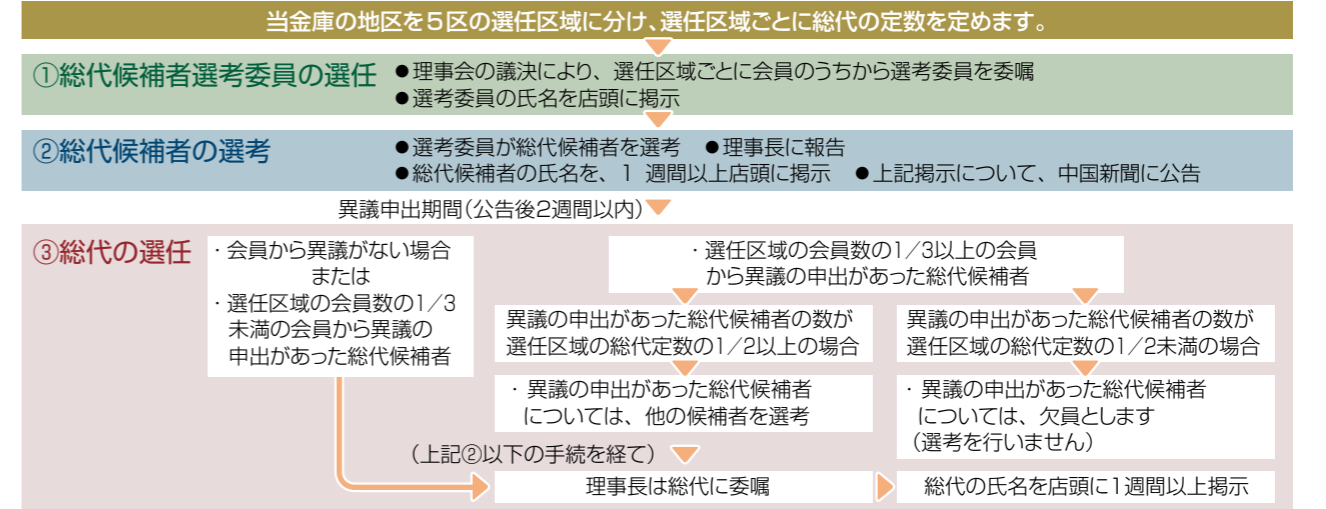 当金庫の地区を５区の選任区域に分け、選任区域ごとに総代の定数を定めます。
①総代候補者選考委員の選任
●理事会の議決により、選任区域ごとに会員のうちから選考委員を委嘱
●選考委員の氏名を店頭に掲示
②総代候補者の選考
●選考委員が総代候補者を選考 ●理事長に報告
●総代候補者の氏名を、１ 週間以上店頭に掲示 ●上記掲示について、中国新聞に公告
異議申出期間（公告後2週間以内）
③総代の選任
・会員から異議がない場合
または
・選任区域の会員数の1／3
未満の会員から異議の
申出があった総代候補者
・選任区域の会員数の1／3以上の会員
から異議の申出があった総代候補者
異議の申出があった総代候補者の数が
選任区域の総代定数の1／2以上の場合
・異議の申出があった総代候補者
については、他の候補者を選考
（上記②以下の手続を経て）
異議の申出があった総代候補者の数が
選任区域の総代定数の1／2未満の場合
・異議の申出があった総代候補者
については、欠員とします
（選考を行いません）
理事長は総代に委嘱
総代の氏名を店頭に1週間以上掲示